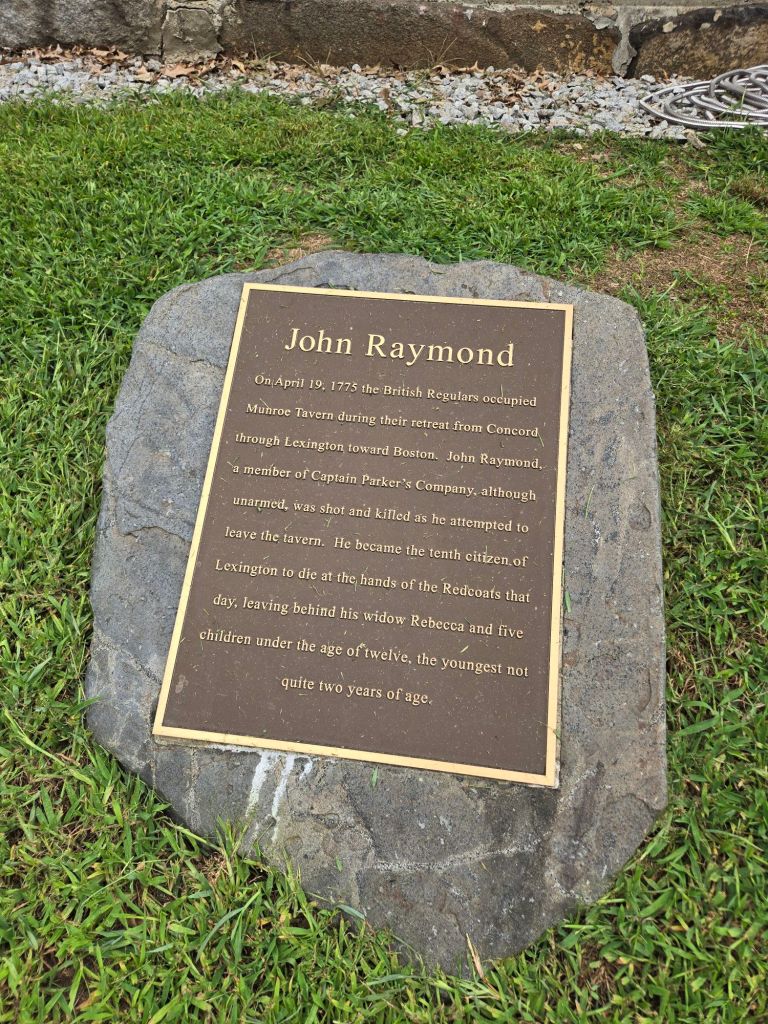 John Raymond
On April 19, 1775 the British Regulars occupied
Munroe Tavern during their retreat from Concord
through Lexington toward Boston.  John Raymond,
a member of Captain Parker's Company, although
unarmed, was shot and killed as he attempted to
leave the tavern.  He became the tenth citizen of
Lexington to die at the hands of the Redcoats that
day, leaving behind his widow Rebecca and five
children under the age of twelve, the youngest not
quite two years of age.